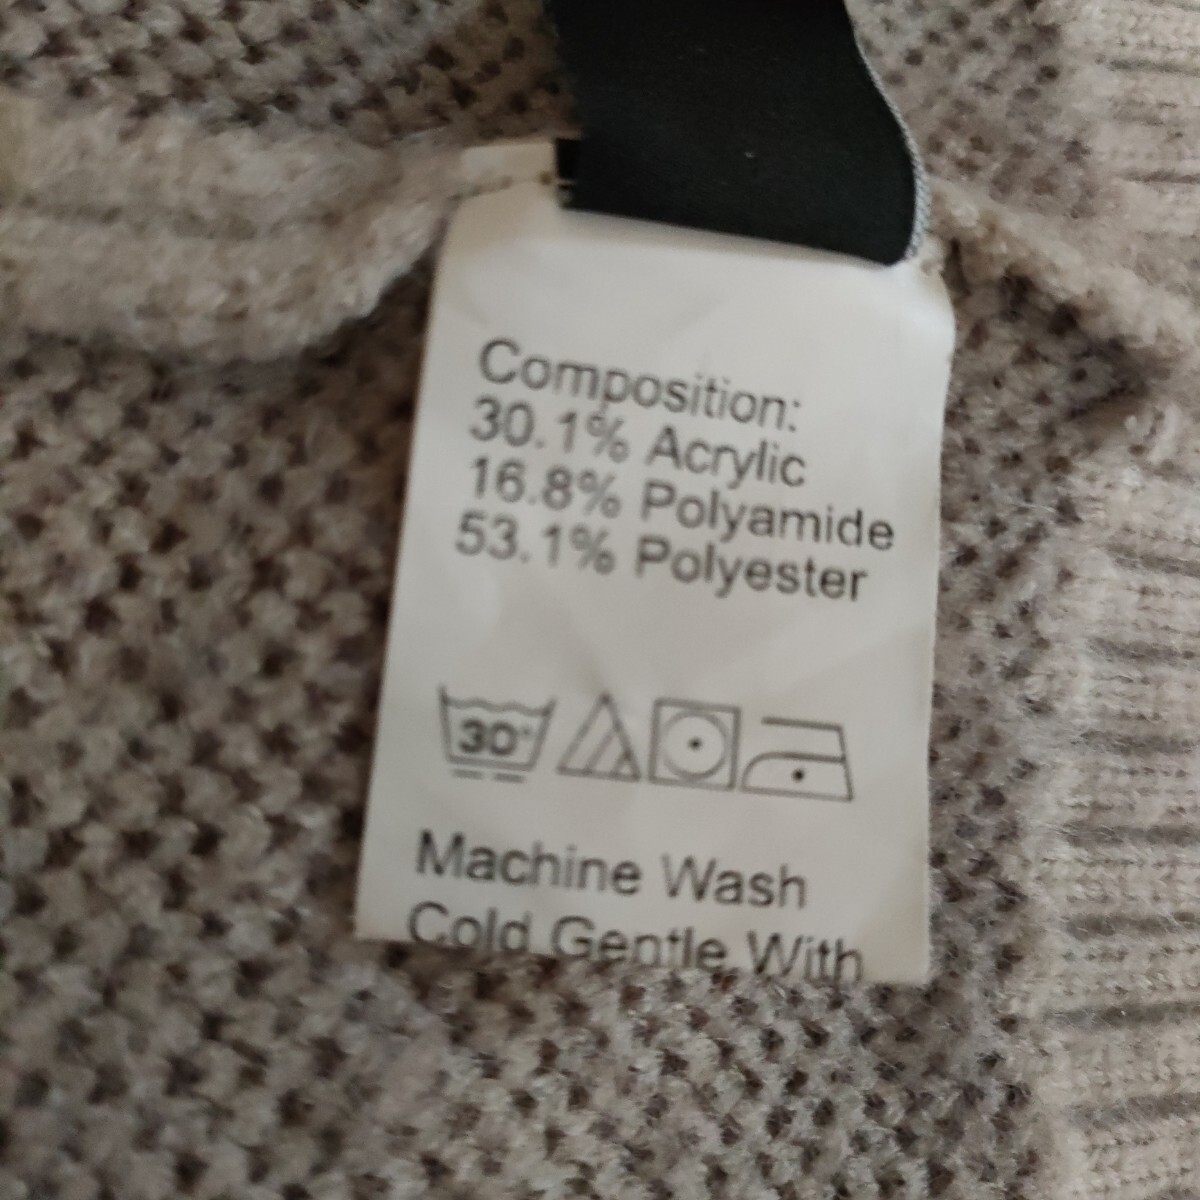 Composition:
30.1% Acrylic
16.8% Polyamide
53.1% Polyester
30°
Machine Wash
Cold Gentle With